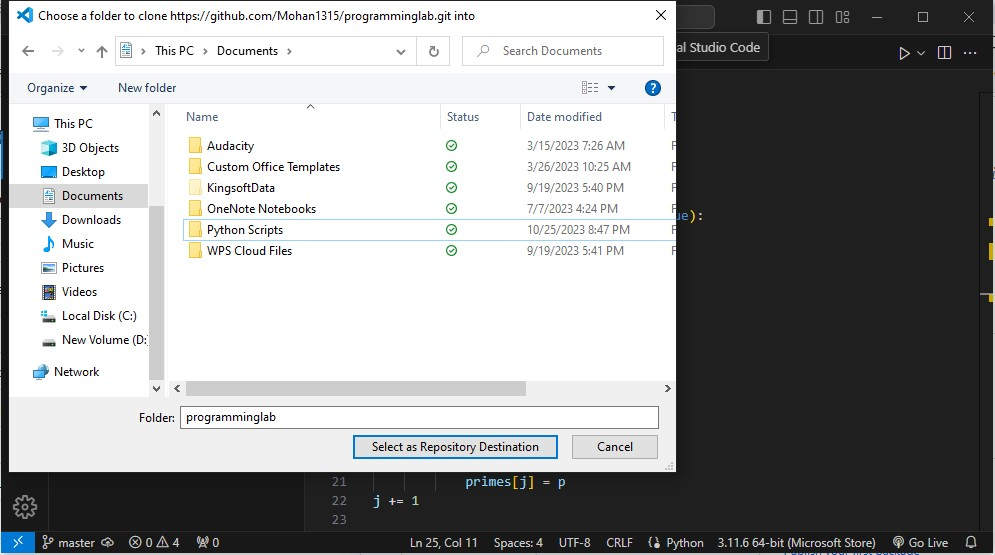 Choose a folder to clone https://github.com/Mohan1315/programminglab.git into
This PC Documents
Search Documents
al Studio Code
Organize New folder
Name Status Date modified
This PC
3D Objects
Desktop
Documents
Downloads
Music
Pictures
Videos
Local Disk (C:)
New Volume (D:
Network
Audacity 3/15/2023 7:26 AM F
Custom Office Templates 3/26/2023 10:25 AM F
KingsoftData 9/19/2023 5:40 PM F
OneNote Notebooks 7/7/2023 4:24 PM F
Python Scripts 10/25/2023 8:47 PM F
WPS Cloud Files 9/19/2023 5:41 PM F
ue):
Folder: programminglab
Select as Repository Destination Cancel
21 primes[j] = p
22 j += 1
23
master 0 4 0 Ln 25, Col 11 Spaces: 4 UTF-8 CRLF Python 3.11.6 64-bit (Microsoft Store) Go Live